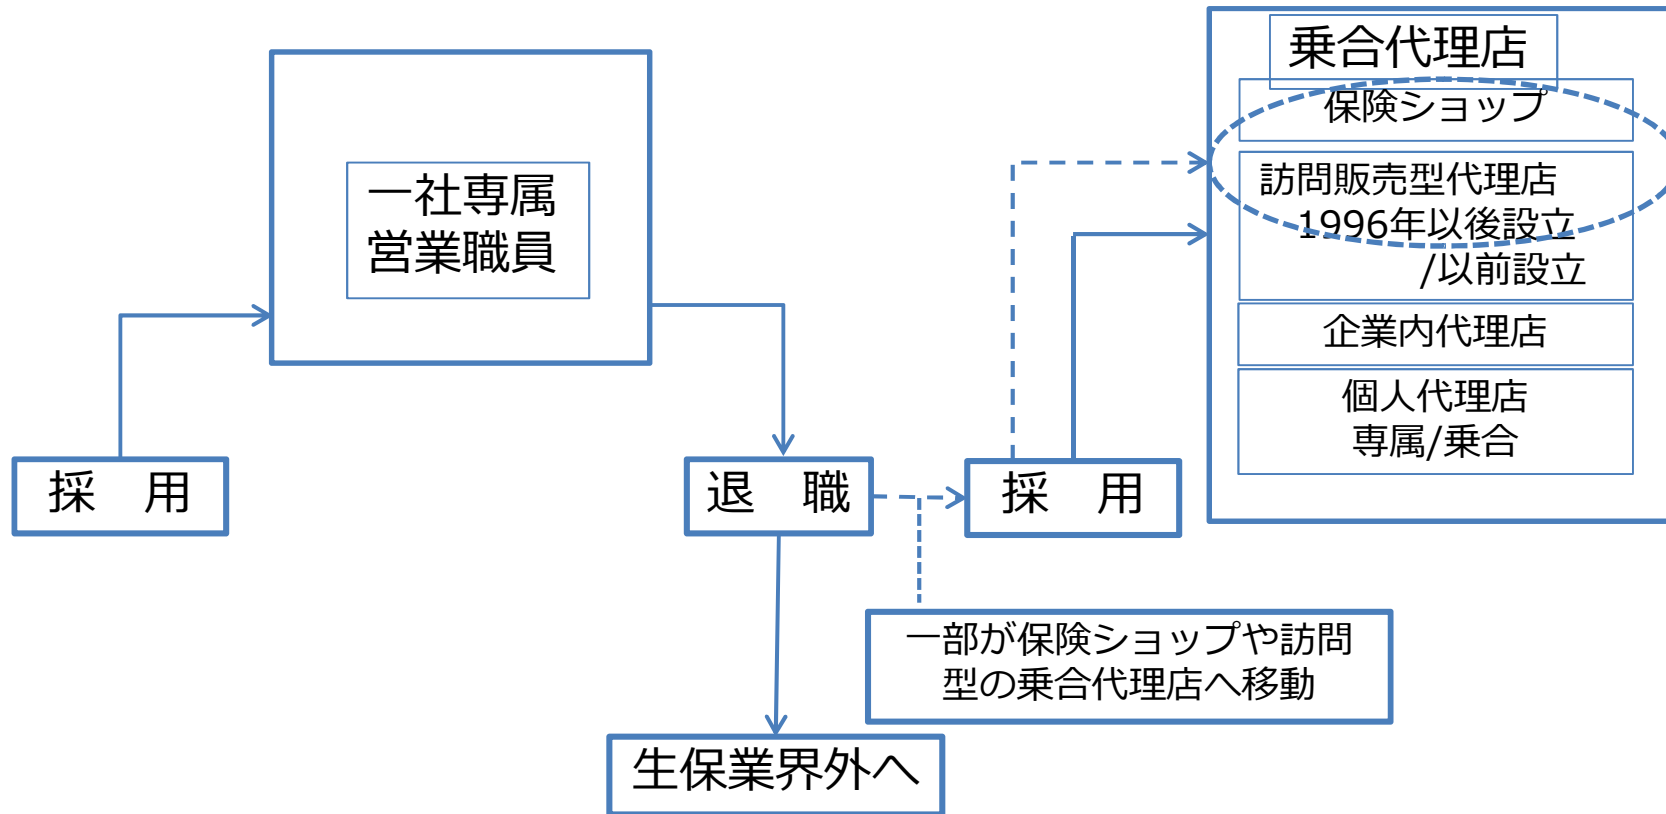 一社専属
営業職員
採　用
退　職
採　用
一部が保険ショップや訪問
型の乗合代理店へ移動
生保業界外へ
乗合代理店
保険ショップ
訪問販売型代理店
1996年以後設立
/以前設立
企業内代理店
個人代理店
専属/乗合